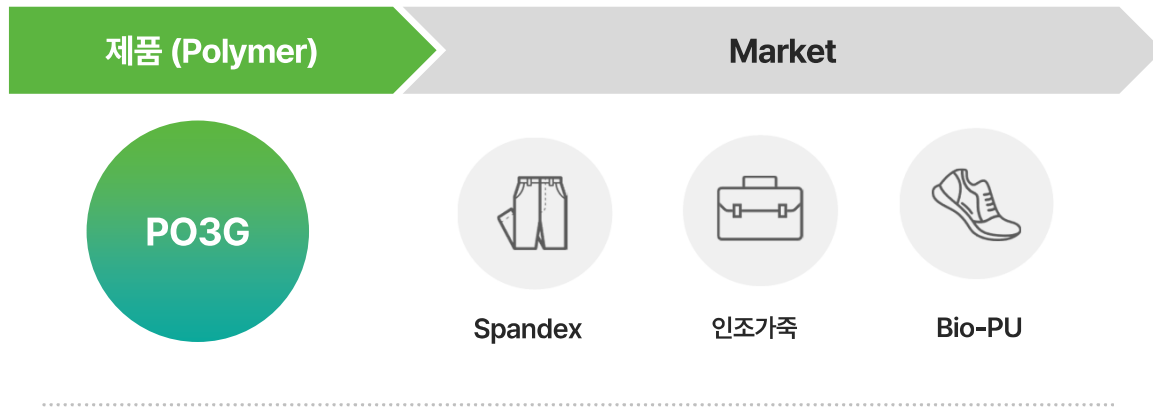 제품 (Polymer)
Market
PO3G
Spandex
인조가죽
Bio-PU